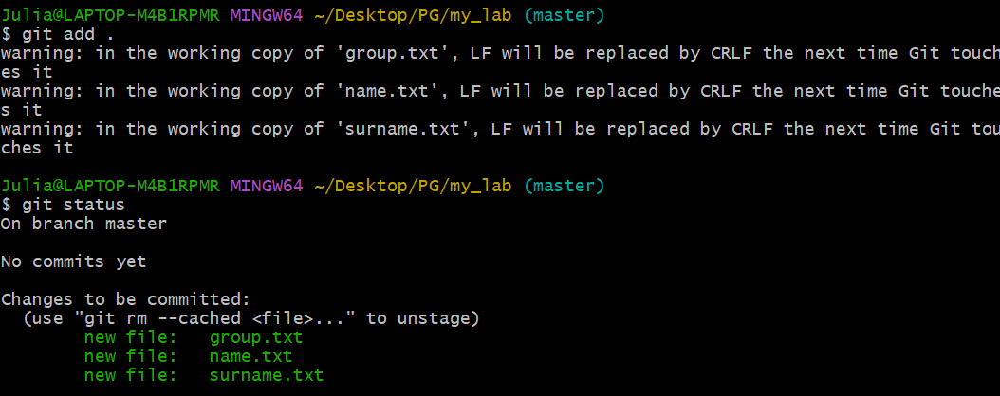 Julia@LAPTOP-M4B1RPMR MINGW64 ~/Desktop/PG/my_lab (master)
$ git add .
warning: in the working copy of 'group.txt', LF will be replaced by CRLF the next time Git touch
es it
warning: in the working copy of 'name.txt', LF will be replaced by CRLF the next time Git touche
s it
warning: in the working copy of 'surname.txt', LF will be replaced by CRLF the next time Git tou
ches it
Julia@LAPTOP-M4B1RPMR MINGW64 ~/Desktop/PG/my_lab (master)
$ git status
On branch master
No commits yet
Changes to be committed:
  (use "git rm --cached <file>..." to unstage)
        new file:   group.txt
        new file:   name.txt
        new file:   surname.txt